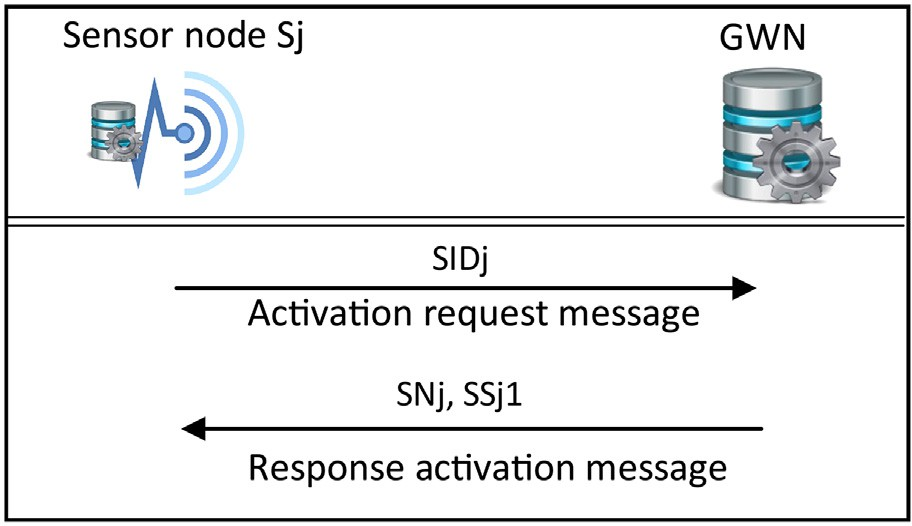 Sensor node Sj
GWN
SIDj
Activation request message
SNj, SSj1
Response activation message